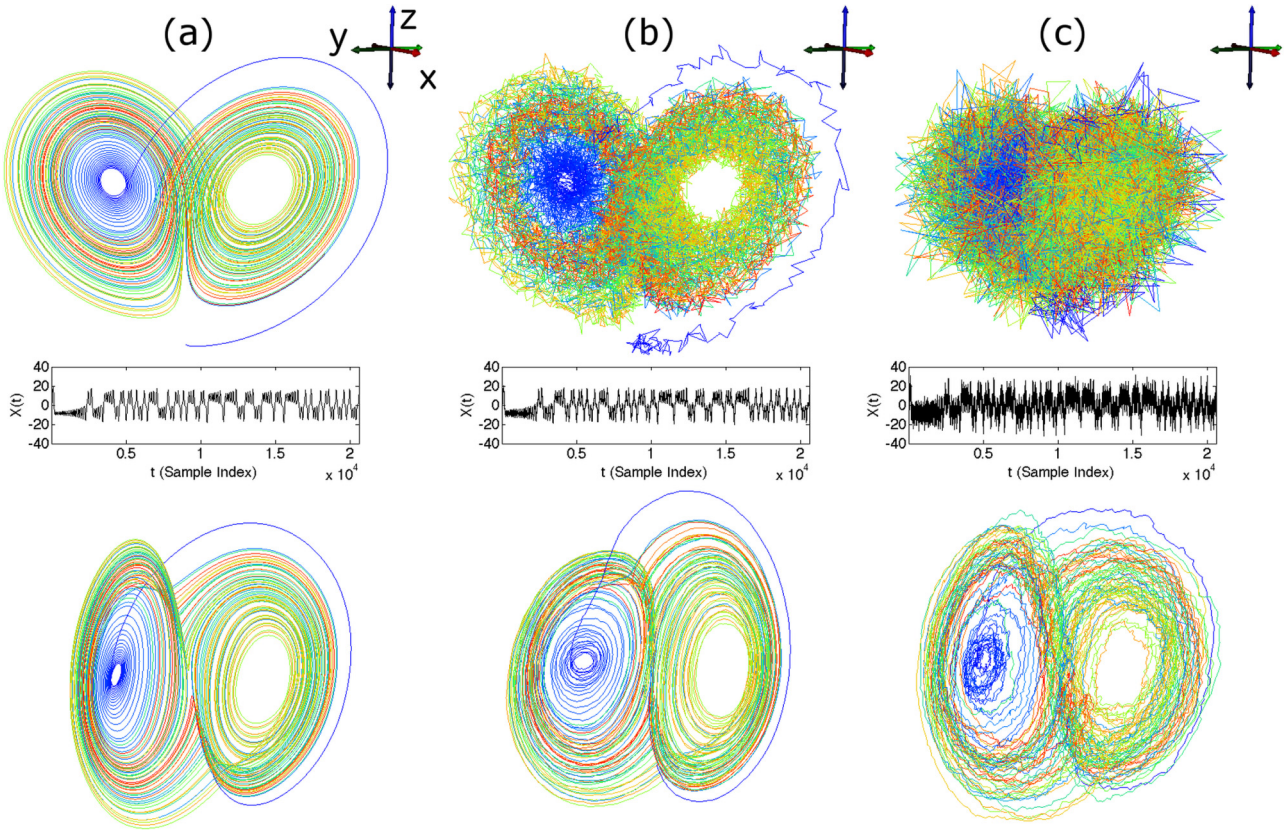 (a) (b) (c)
z
y
x
40 40 40
20 20 20
X(t) 0 X(t) 0 X(t) 0
-20 -20 -20
-40 -40 -40
0.5 1 1.5 2 0.5 1 1.5 2 0.5 1 1.5 2
t (Sample Index) x 10^4 t (Sample Index) x 10^4 t (Sample Index) x 10^4